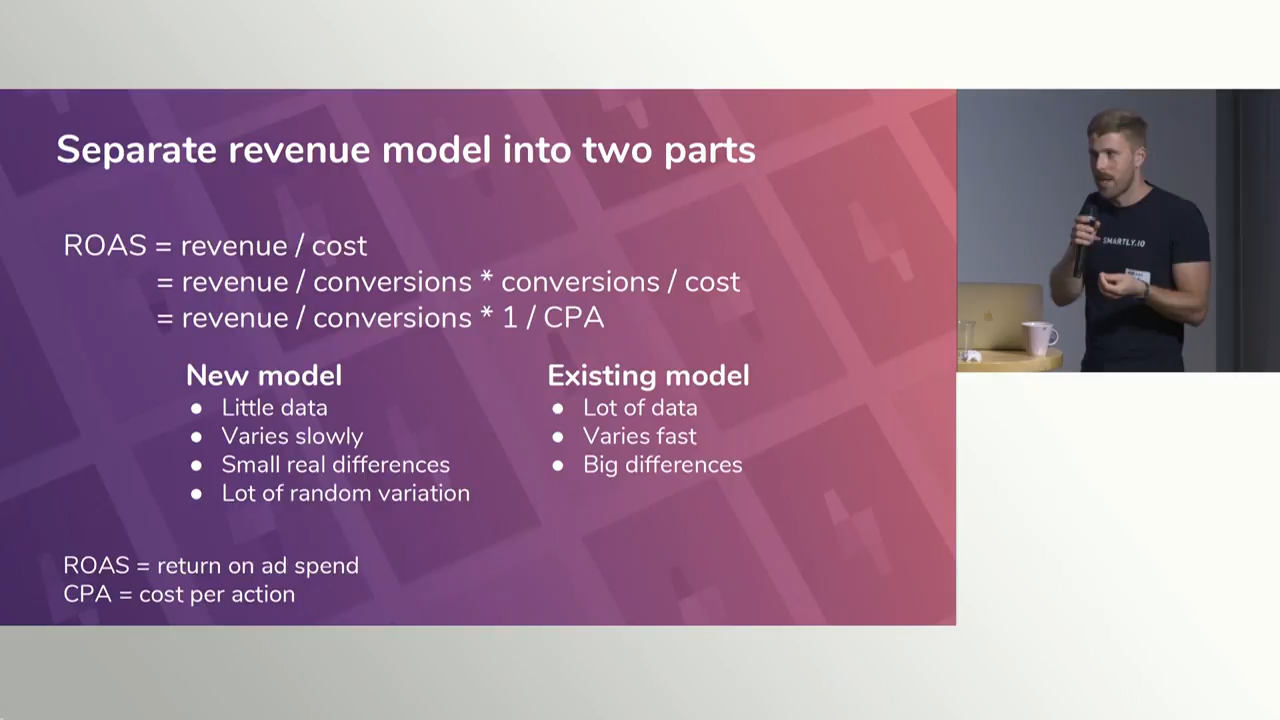 Separate revenue model into two parts
ROAS = revenue / cost
= revenue / conversions * conversions / cost
= revenue / conversions * 1 / CPA
New model
● Little data
● Varies slowly
● Small real differences
● Lot of random variation
Existing model
● Lot of data
● Varies fast
● Big differences
ROAS = return on ad spend
CPA = cost per action
SMARTLY.IO